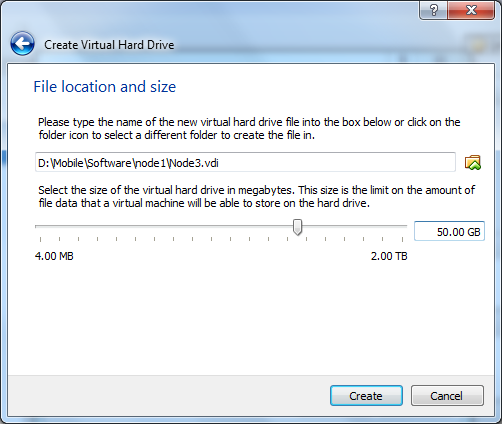 ?
Create Virtual Hard Drive
File location and size
Please type the name of the new virtual hard drive file into the box below or click on the
folder icon to select a different folder to create the file in.
D:\Mobile\Software\node1\Node3.vdi
Select the size of the virtual hard drive in megabytes. This size is the limit on the amount of
file data that a virtual machine will be able to store on the hard drive.
50.00 GB
4.00 MB 2.00 TB
Create Cancel